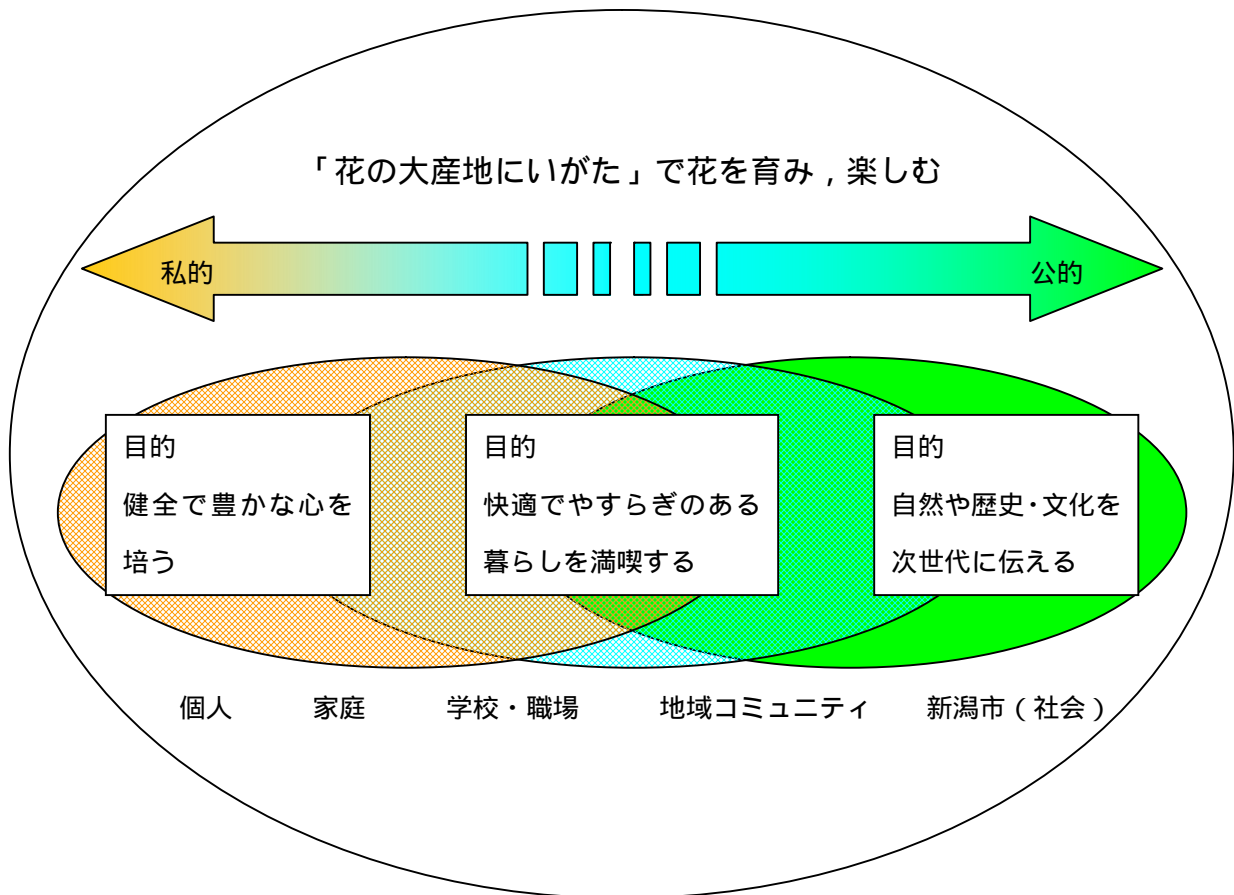 「花の大産地にいがた」で花を育み，楽しむ
私的
公的
目的
健全で豊かな心を
培う
目的
快適でやすらぎのある
暮らしを満喫する
目的
自然や歴史・文化を
次世代に伝える
個人 家庭 学校・職場 地域コミュニティ 新潟市（社会）